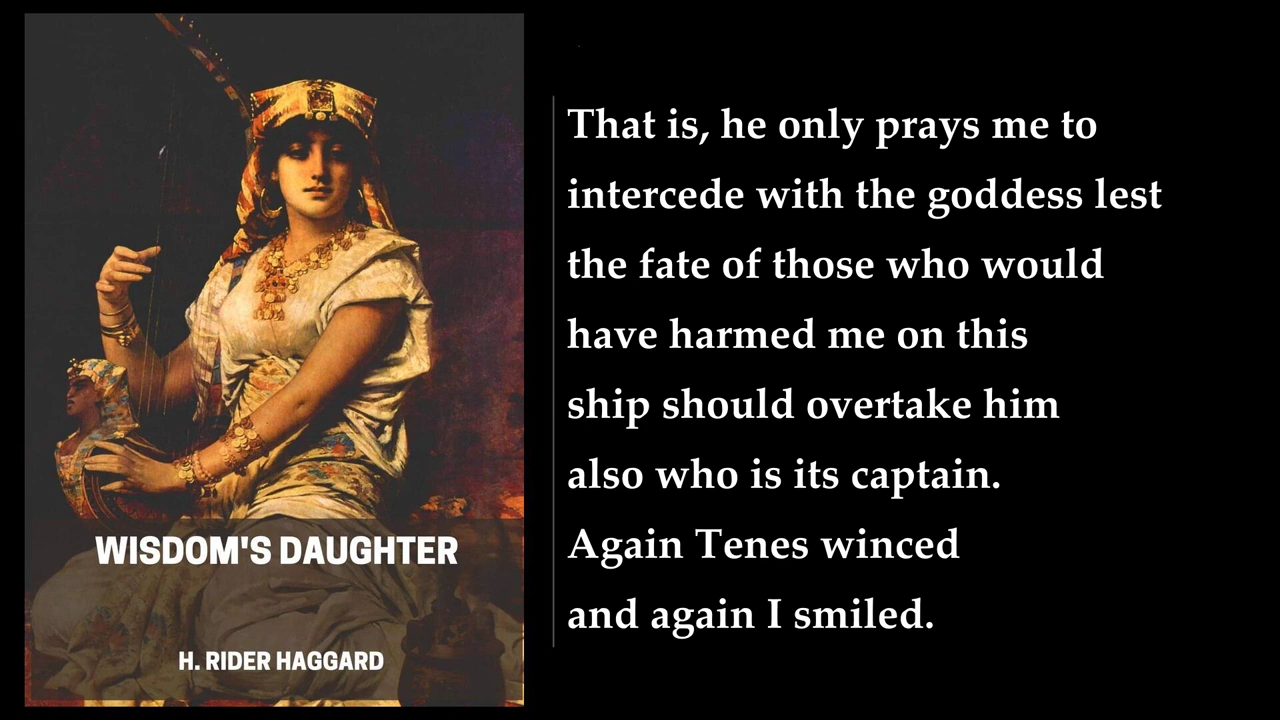 WISDOM'S DAUGHTER
H. RIDER HAGGARD
That is, he only prays me to
intercede with the goddess lest
the fate of those who would
have harmed me on this
ship should overtake him
also who is its captain.
Again Tenes winced
and again I smiled.